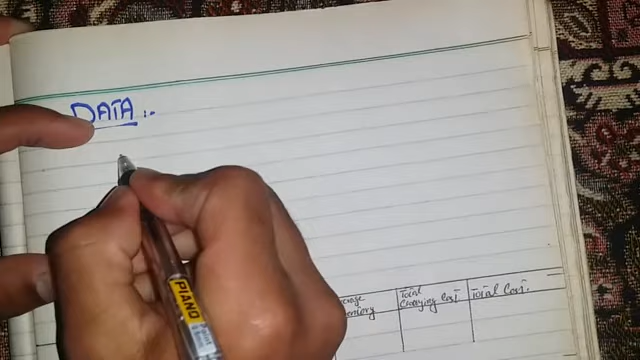 DATA :-
PIANO
Total
Carrying Cost
Total Cost.